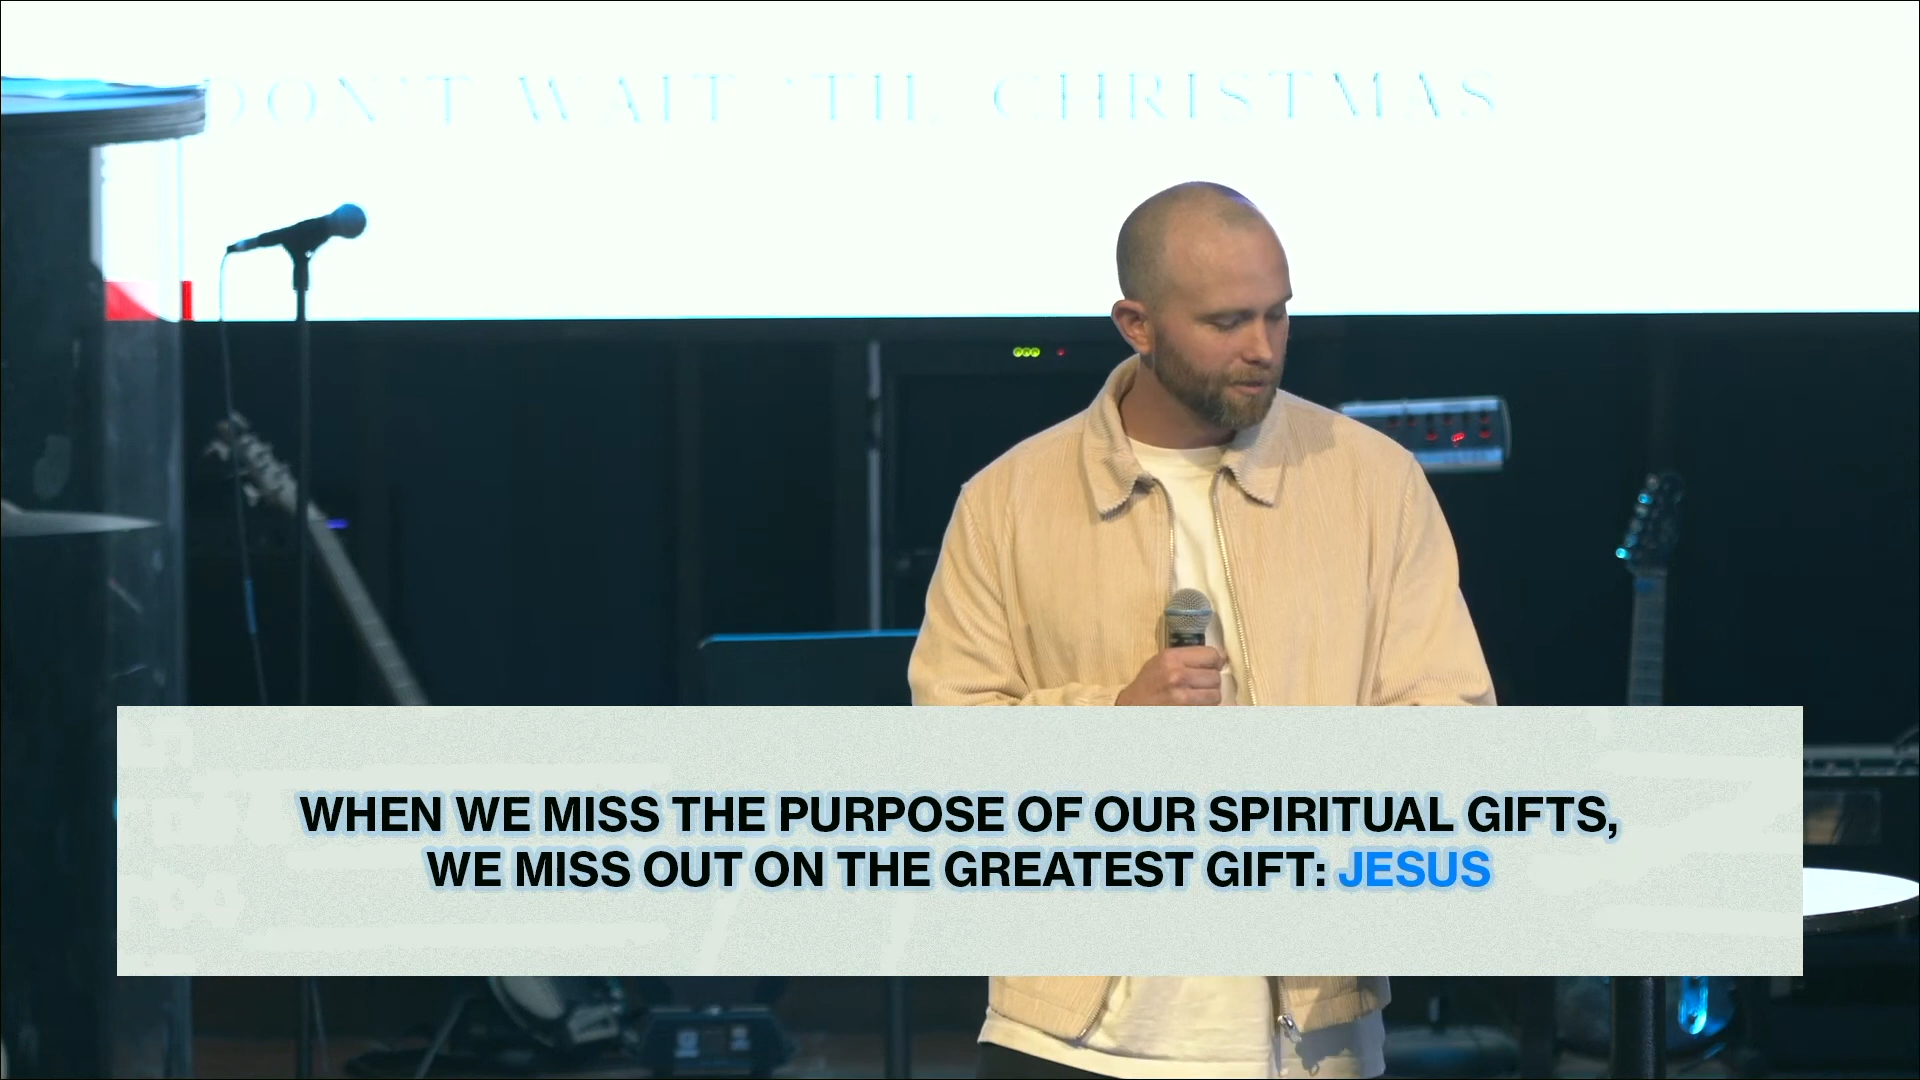 DON'T WAIT 'TIL CHRISTMAS
WHEN WE MISS THE PURPOSE OF OUR SPIRITUAL GIFTS,
WE MISS OUT ON THE GREATEST GIFT: JESUS